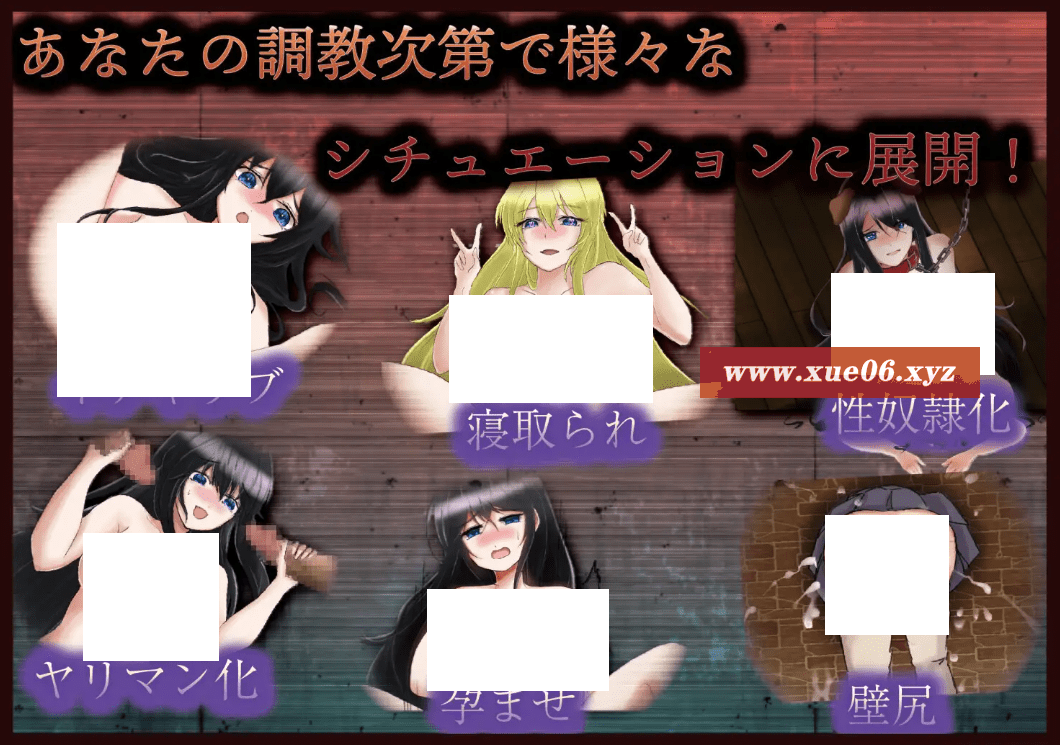 あなたの調教次第で様々な
シチュエーションに展開！
寝取られ
www.xue06.xyz
性奴隷化
ヤリマン化
孕ませ
壁尻